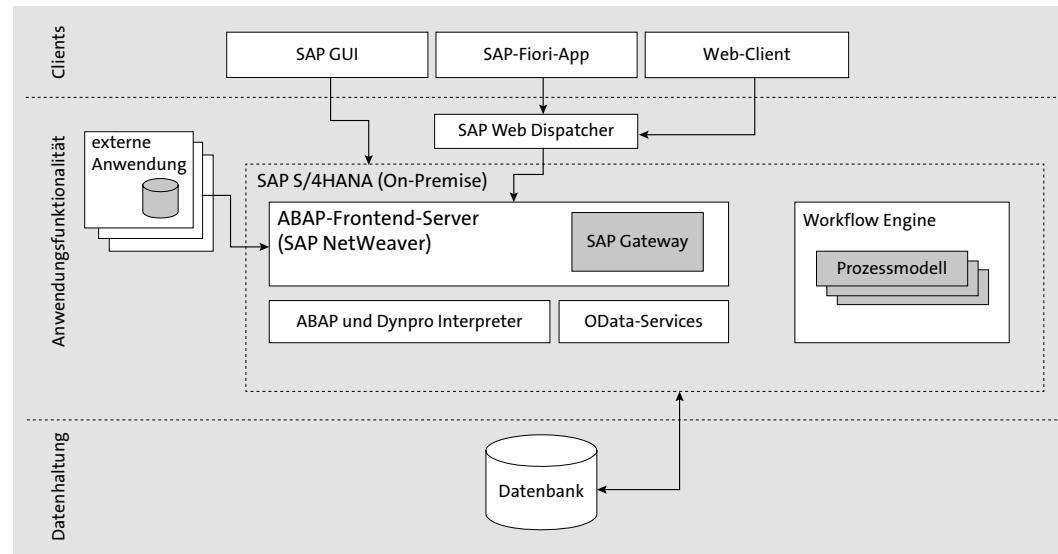 Clients
SAP GUI
SAP-Fiori-App
Web-Client
Anwendungsfunktionalität
SAP Web Dispatcher
externe
Anwendung
SAP S/4HANA (On-Premise)
ABAP-Frontend-Server
(SAP NetWeaver)
SAP Gateway
Workflow Engine
Prozessmodell
ABAP und Dynpro Interpreter
OData-Services
Datenhaltung
Datenbank